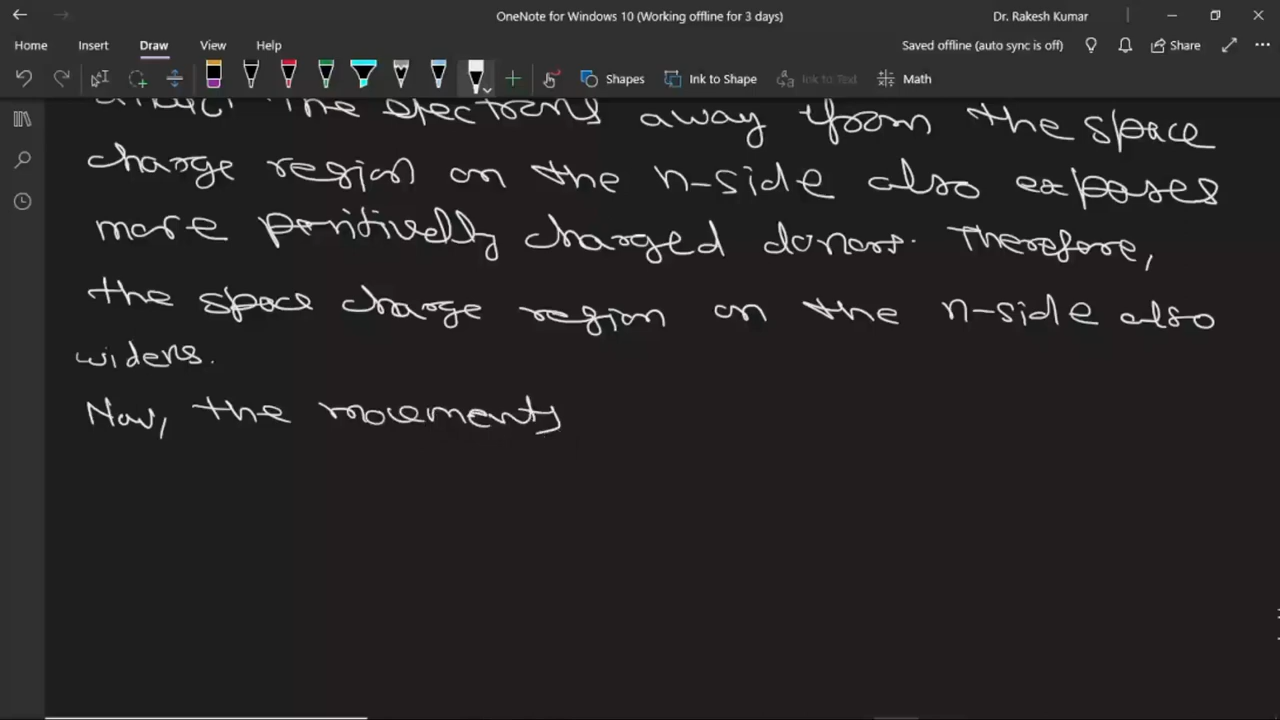 OneNote for Windows 10 (Working offline for 3 days)
Dr. Rakesh Kumar
Home Insert Draw View Help
Saved offline (auto sync is off) Share
Shapes Ink to Shape Ink to Text Math
The electrons away from the space
charge region on the n-side also exposes
more positively charged donors. Therefore,
the space charge region on the n-side also
widens.
Now, the movements